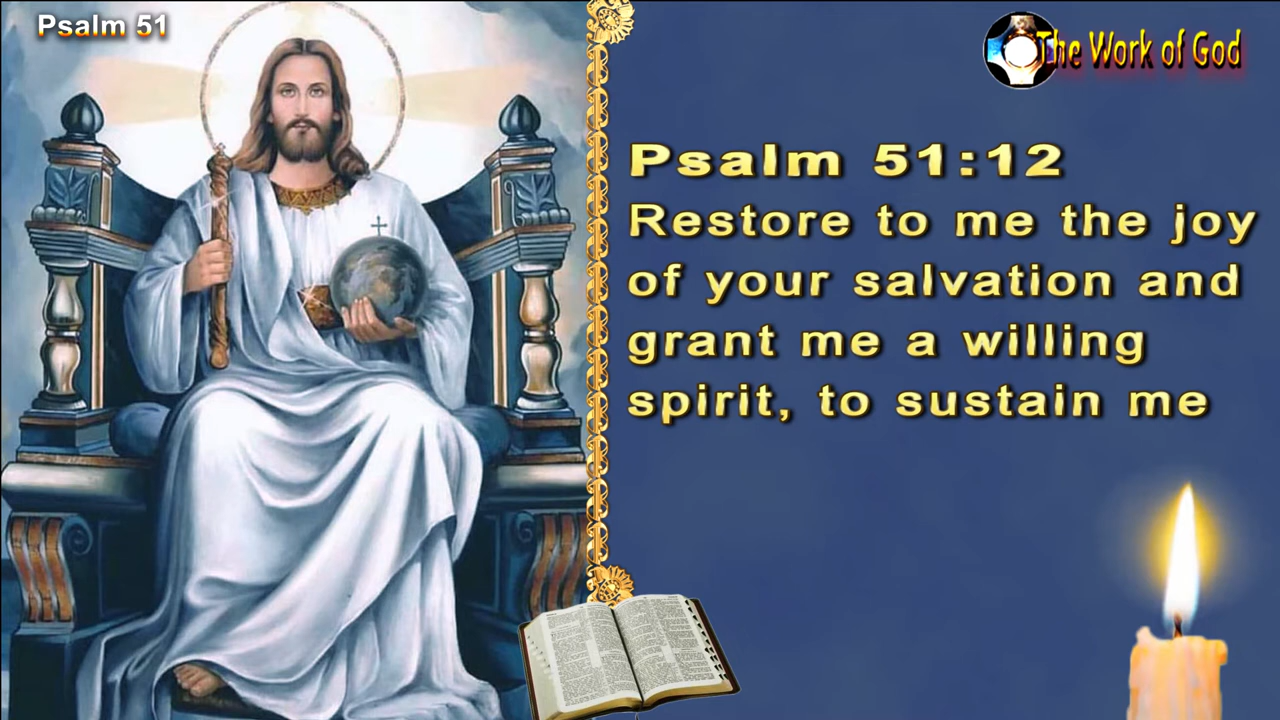 Psalm 51
The Work of God
Psalm 51:12
Restore to me the joy
of your salvation and
grant me a willing
spirit, to sustain me